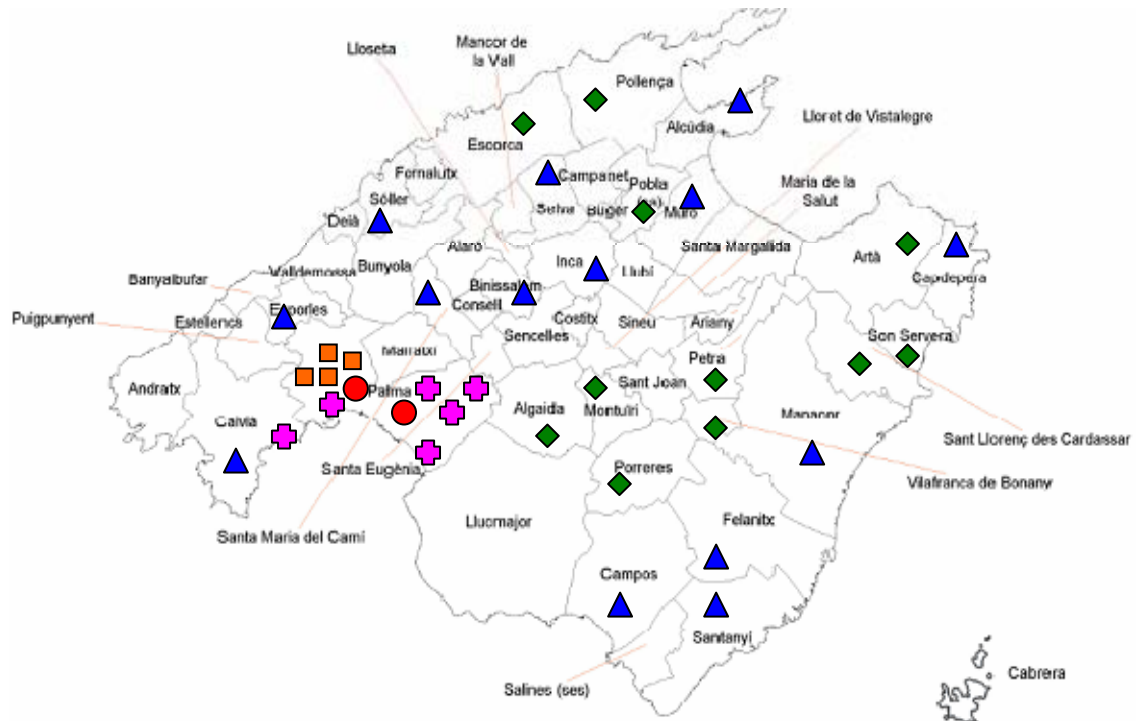 Mancor de
la Vall
Lloseta
Pollença
Lloret de Vistalegre
Alcúdia
Escorca
Fornalutx
Campanet
Pobla
(sa)
Maria de la
Salut
Sóller
Selva
Búger
Muro
Deià
Alaró
Santa Margalida
Artà
Bunyola
Inca
Llubí
Valldemossa
Banyalbufar
Binissalem
Capdepera
Consell
Esporles
Costitx
Sineu
Ariany
Puigpunyent
Estellencs
Sencelles
Son Servera
Marratxí
Petra
Andratx
Palma
Sant Joan
Algaida
Montuïri
Manacor
Calvià
Sant Llorenç des Cardassar
Santa Eugènia
Porreres
Vilafranca de Bonany
Llucmajor
Felanitx
Santa Maria del Camí
Campos
Santanyí
Cabrera
Salines (ses)